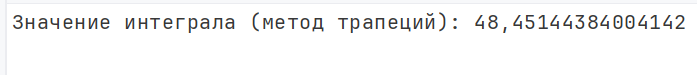 Значение интеграла (метод трапеций): 48,45144384004142